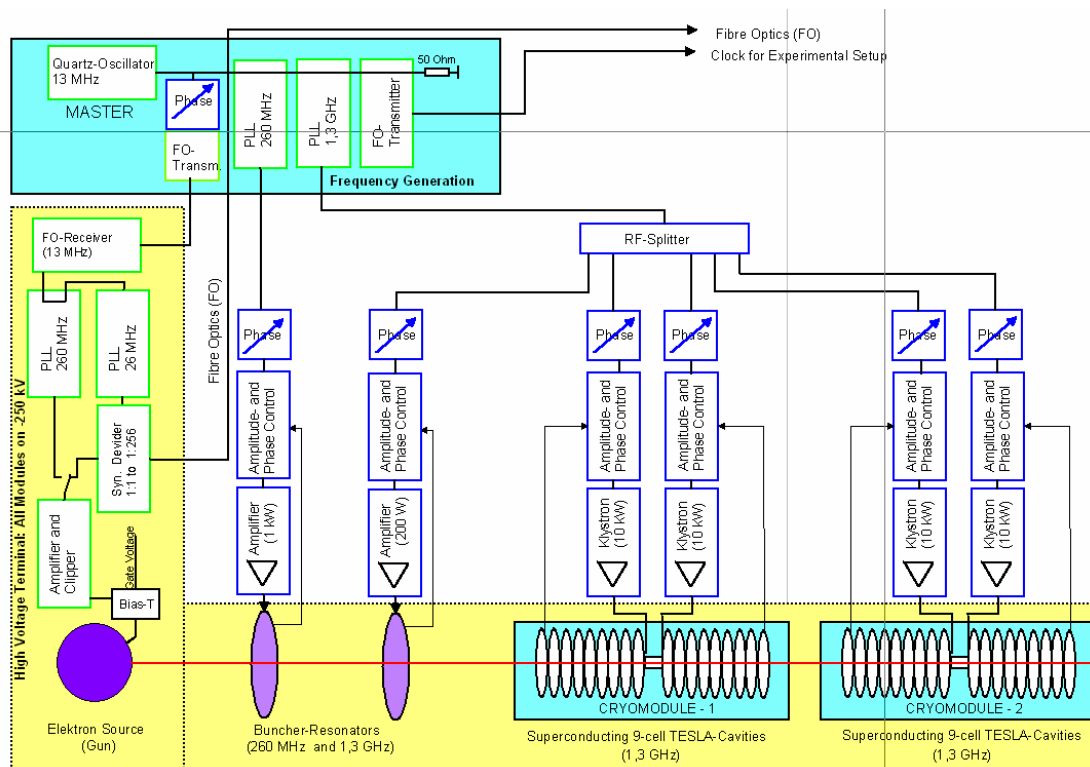 Fibre Optics (FO)
Clock for Experimental Setup
Quartz-Oscillator
13 MHz
50 Ohm
MASTER
Phase
FO-
Transm.
PLL
260 MHz
PLL
1,3 GHz
FO-
Transmitter
Frequency Generation
High Voltage Terminal: All Modules on -250 kV
FO-Receiver
(13 MHz)
PLL
260 MHz
PLL
26 MHz
Syn. Devider
1:1 to 1:256
Amplifier and
Clipper
Gate Voltage
Bias-T
Fibre Optics (FO)
RF-Splitter
Phase
Phase
Phase
Phase
Phase
Phase
Amplitude- and
Phase Control
Amplitude- and
Phase Control
Amplitude- and
Phase Control
Amplitude- and
Phase Control
Amplitude- and
Phase Control
Amplitude- and
Phase Control
Amplifier
(1 kW)
Amplifier
(200 W)
Klystron
(10 kW)
Klystron
(10 kW)
Klystron
(10 kW)
Klystron
(10 kW)
CRYOMODULE - 1
CRYOMODULE - 2
Elektron Source
(Gun)
Buncher-Resonators
(260 MHz and 1,3 GHz)
Superconducting 9-cell TESLA-Cavities
(1,3 GHz)
Superconducting 9-cell TESLA-Cavities
(1,3 GHz)